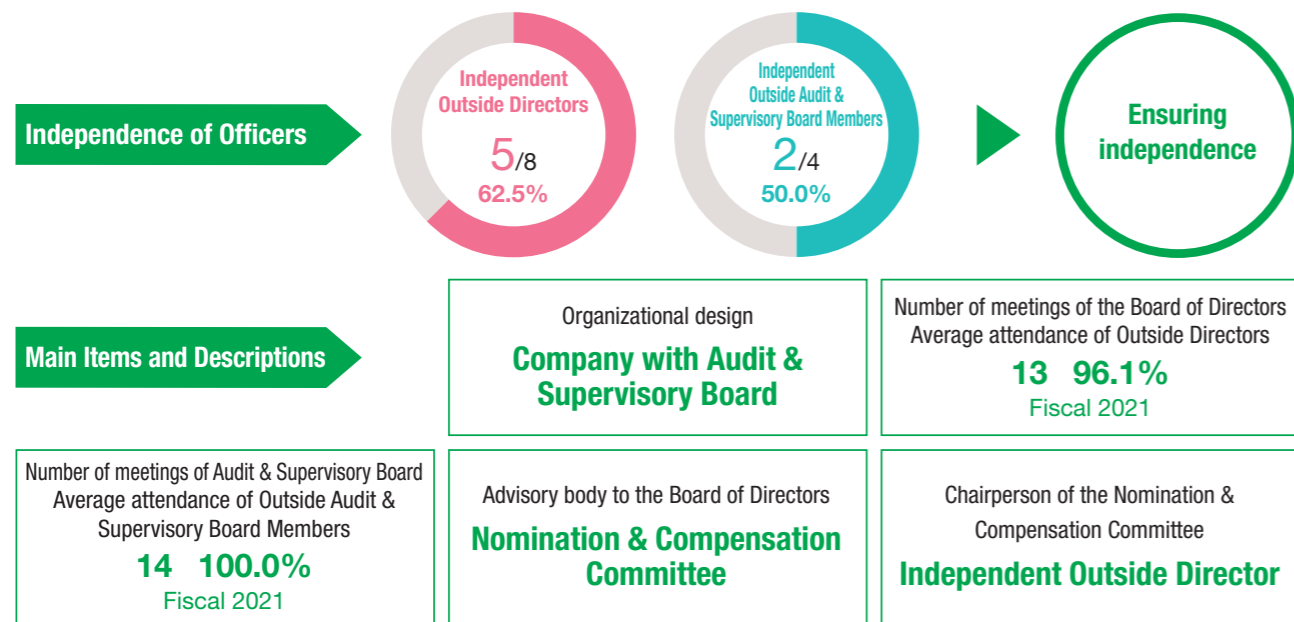 Independence of Officers
Independent
Outside Directors
5/8
62.5%
Independent
Outside Audit &
Supervisory Board Members
2/4
50.0%
Ensuring
independence
Main Items and Descriptions
Organizational design
Company with Audit &
Supervisory Board
Number of meetings of the Board of Directors
Average attendance of Outside Directors
13 96.1%
Fiscal 2021
Number of meetings of Audit & Supervisory Board
Average attendance of Outside Audit &
Supervisory Board Members
14 100.0%
Fiscal 2021
Advisory body to the Board of Directors
Nomination & Compensation
Committee
Chairperson of the Nomination &
Compensation Committee
Independent Outside Director